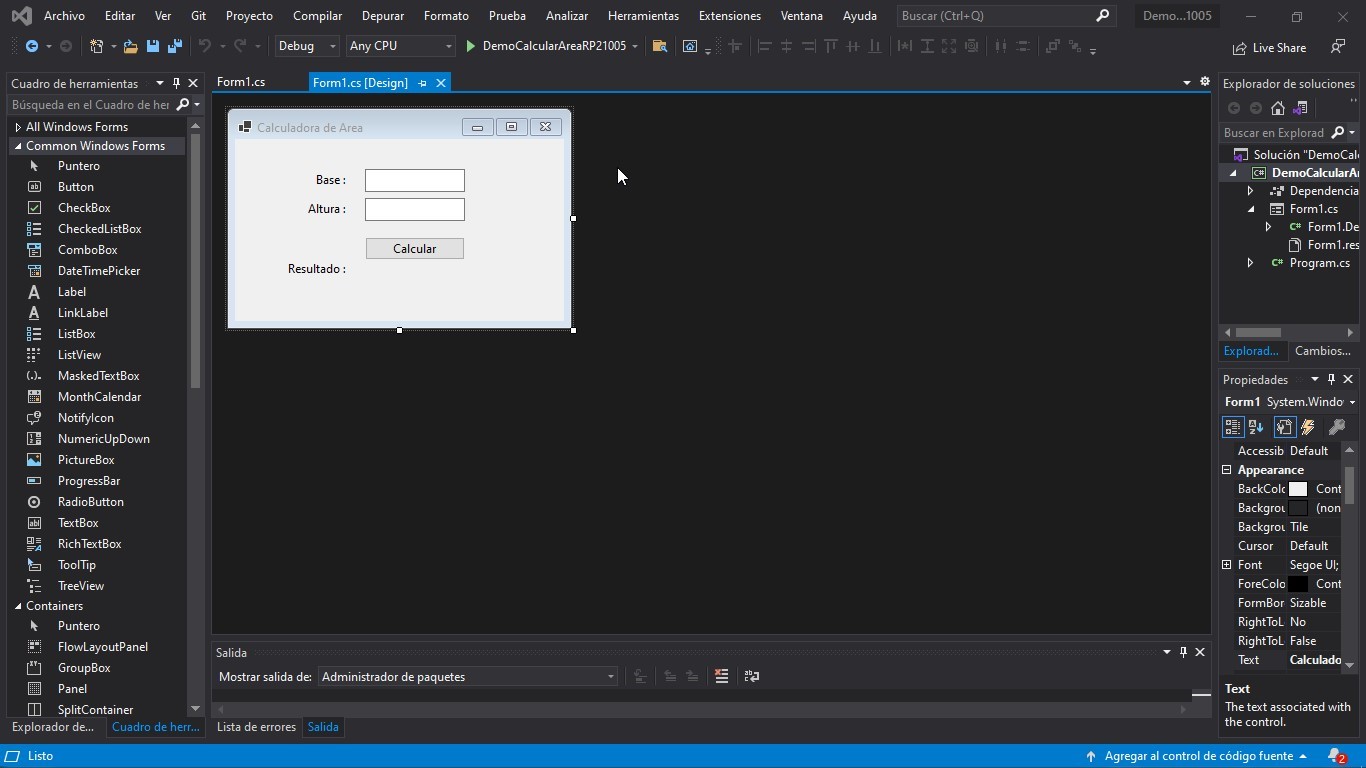 Archivo Editar Ver Git Proyecto Compilar Depurar Formato Prueba Analizar Herramientas Extensiones Ventana Ayuda Buscar (Ctrl+Q) Demo...1005
Debug Any CPU DemoCalcularAreaRP21005 Live Share
Cuadro de herramientas
Búsqueda en el Cuadro de her
All Windows Forms
Common Windows Forms
Puntero
Button
CheckBox
CheckedListBox
ComboBox
DateTimePicker
Label
LinkLabel
ListBox
ListView
MaskedTextBox
MonthCalendar
NotifyIcon
NumericUpDown
PictureBox
ProgressBar
RadioButton
TextBox
RichTextBox
ToolTip
TreeView
Containers
Puntero
FlowLayoutPanel
GroupBox
Panel
SplitContainer
Explorador de... Cuadro de herr...
Form1.cs Form1.cs [Design]
Calculadora de Area
Base :
Altura :
Calcular
Resultado :
Salida
Mostrar salida de: Administrador de paquetes
Lista de errores Salida
Explorador de soluciones
Buscar en Explorad
Solución "DemoCalc
DemoCalcularAr
Dependencia
Form1.cs
C# Form1.De
Form1.res
C# Program.cs
Explorad... Cambios...
Propiedades
Form1 System.Windo
Accessib Default
Appearance
BackColo Cont
Backgrou (non
Backgrou Tile
Cursor Default
Font Segoe UI;
ForeColo Cont
FormBor Sizable
RightToL No
RightToL False
Text Calculado
Text
The text associated with
the control.
Listo Agregar al control de código fuente 2